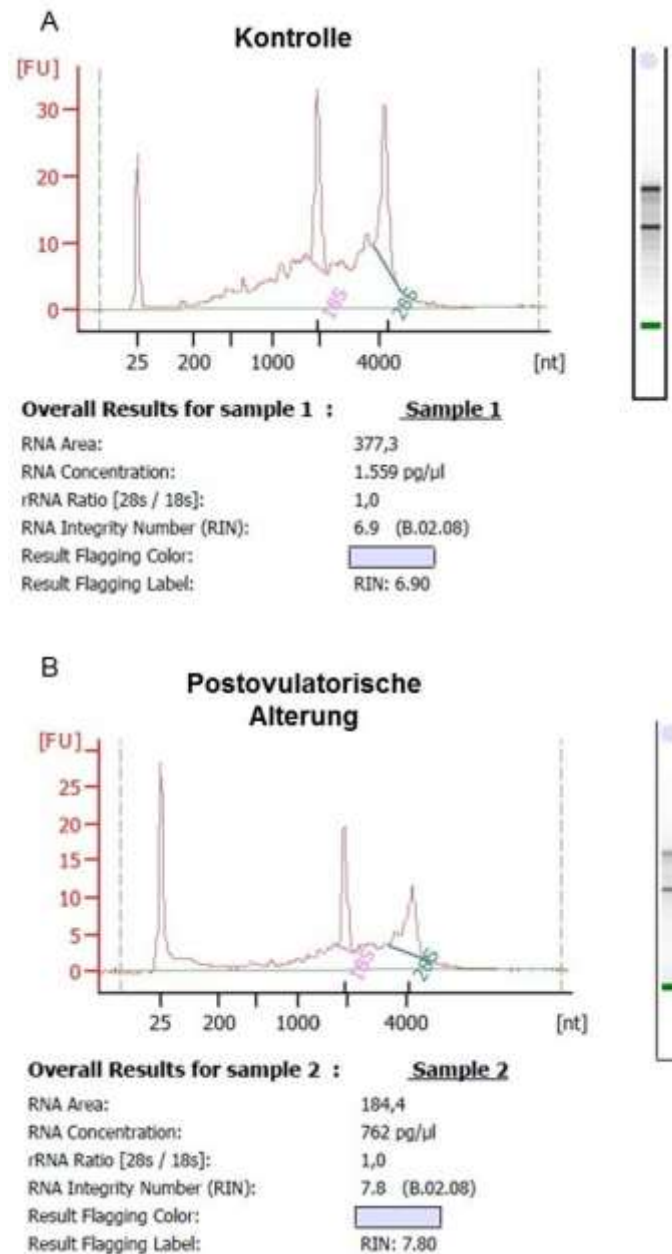 A
Kontrolle
[FU]
30
20
10
0
18S
28S
25 200 1000 4000 [nt]
Overall Results for sample 1 : Sample 1
RNA Area: 377,3
RNA Concentration: 1.559 pg/µl
rRNA Ratio [28s / 18s]: 1,0
RNA Integrity Number (RIN): 6.9 (B.02.08)
Result Flagging Color:
Result Flagging Label: RIN: 6.90
B
Postovulatorische
Alterung
[FU]
25
20
15
10
5
0
18S
28S
25 200 1000 4000 [nt]
Overall Results for sample 2 : Sample 2
RNA Area: 184,4
RNA Concentration: 762 pg/µl
rRNA Ratio [28s / 18s]: 1,0
RNA Integrity Number (RIN): 7.8 (B.02.08)
Result Flagging Color:
Result Flagging Label: RIN: 7.80